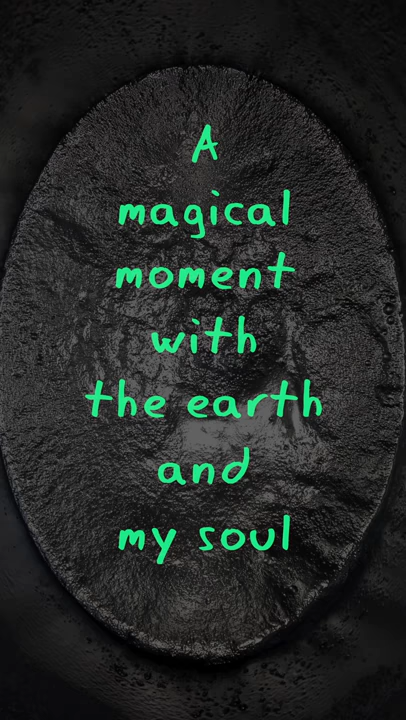 A
magical
moment
with
the earth
and
my soul